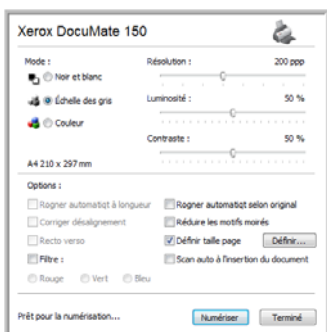 Xerox DocuMate 150
Mode : Résolution : 200 ppp
Noir et blanc
Échelle des gris Luminosité : 50 %
Couleur
Contraste : 50 %
A4 210 x 297 mm
Options :
Rogner automatiqt à longueur Rogner automatiqt selon original
Corriger désalignement Réduire les motifs moirés
Recto verso Définir taille page Définir...
Filtre : Scan auto à l'insertion du document
Rouge Vert Bleu
Prêt pour la numérisation... Numériser Terminé